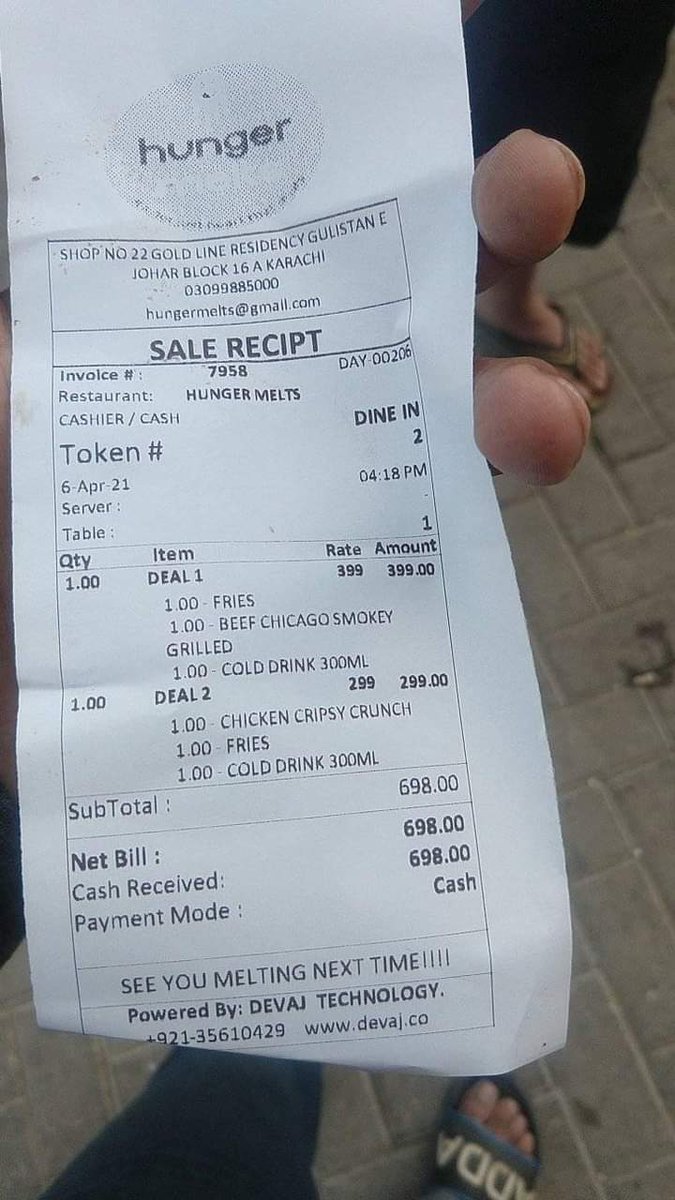 hunger
SHOP NO 22 GOLD LINE RESIDENCY GULISTAN E
JOHAR BLOCK 16 A KARACHI
03099885000
hungermelts@gmail.com
SALE RECIPT
Invoice # : 7958 DAY-00206
Restaurant: HUNGER MELTS
CASHIER / CASH DINE IN
Token # 2
6-Apr-21 04:18 PM
Server : -
Table : 1
Qty Item Rate Amount
1.00 DEAL 1 399 399.00
1.00 - FRIES
1.00 - BEEF CHICAGO SMOKEY
GRILLED
1.00 - COLD DRINK 300ML
1.00 DEAL 2 299 299.00
1.00 - CHICKEN CRIPSY CRUNCH
1.00 - FRIES
1.00 - COLD DRINK 300ML
SubTotal : 698.00
Net Bill : 698.00
Cash Received: 698.00
Payment Mode : Cash
SEE YOU MELTING NEXT TIME!!!!
Powered By: DEVAJ TECHNOLOGY.
+921-35610429 www.devaj.co